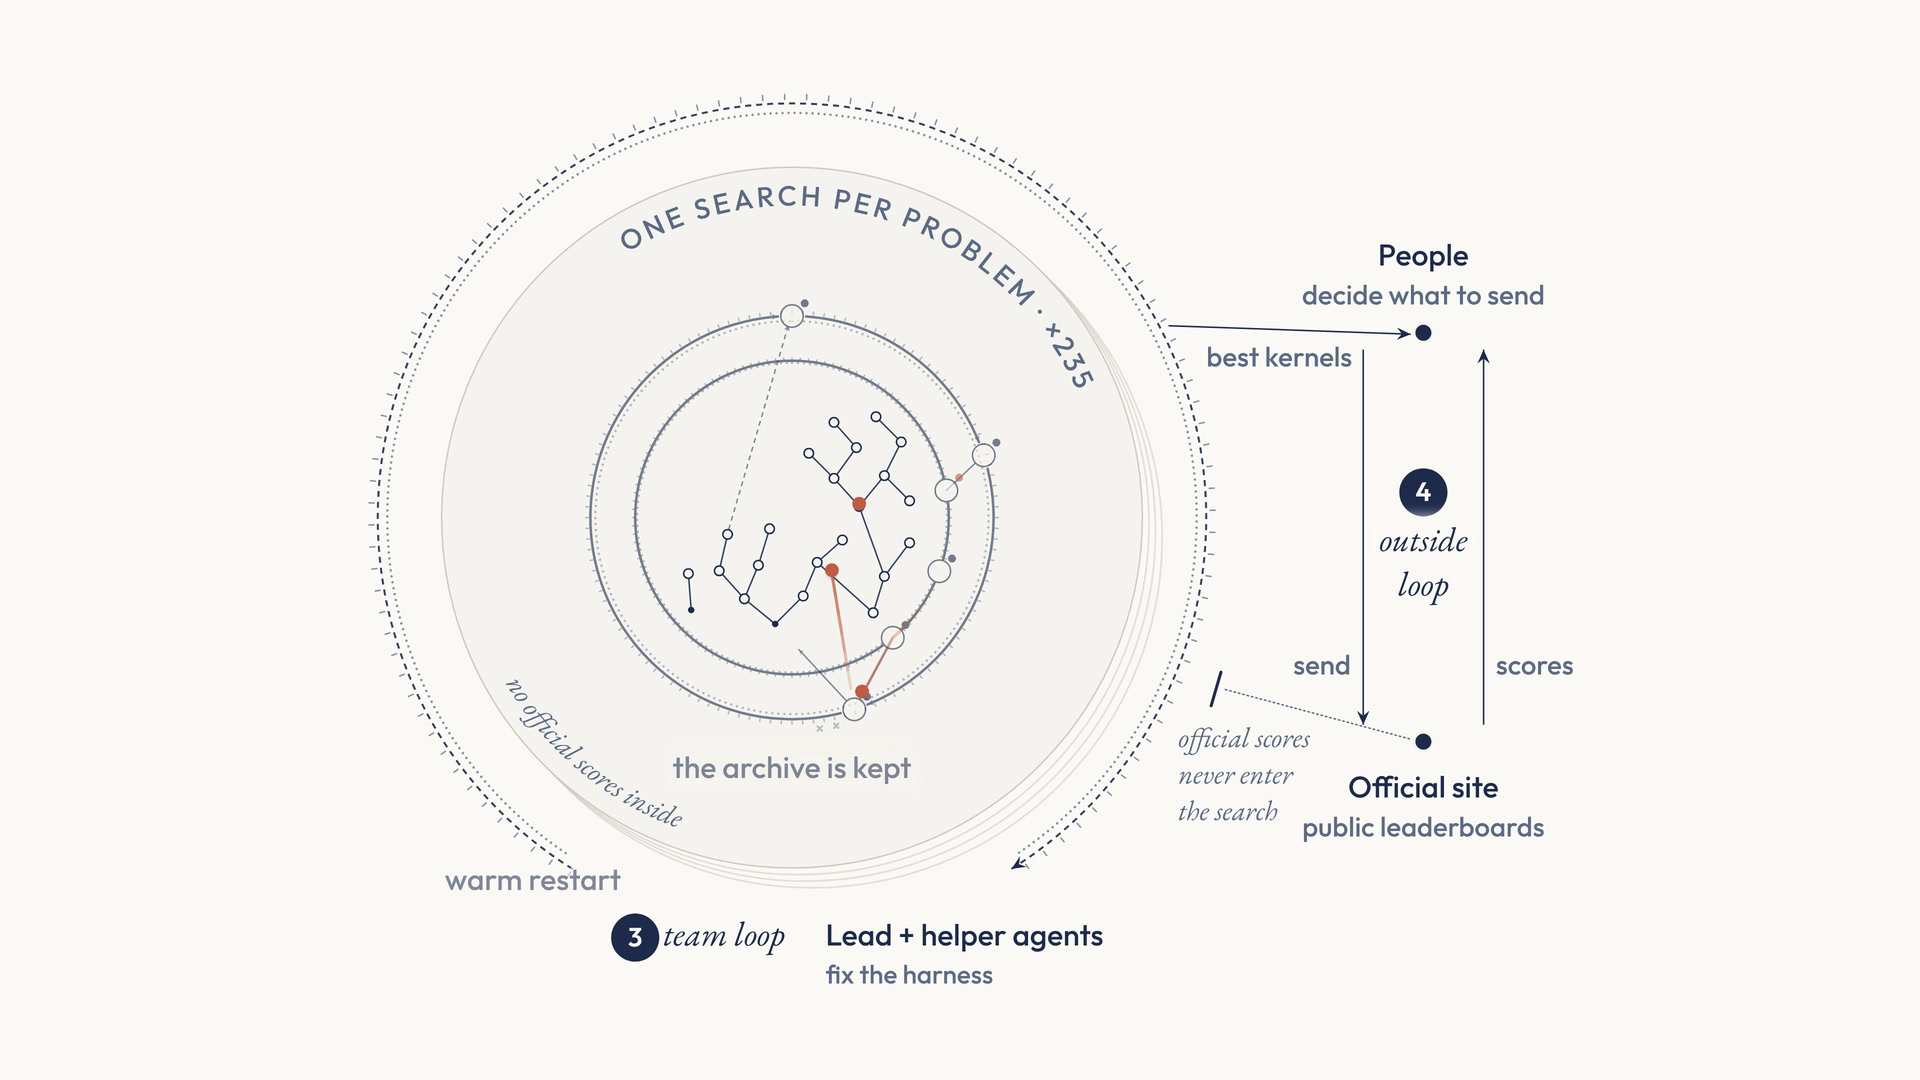 ONE SEARCH PER PROBLEM · ×235
People
decide what to send
best kernels
4
outside
loop
send
scores
no official scores inside
the archive is kept
official scores
never enter
the search
Official site
public leaderboards
warm restart
3 team loop
Lead + helper agents
fix the harness